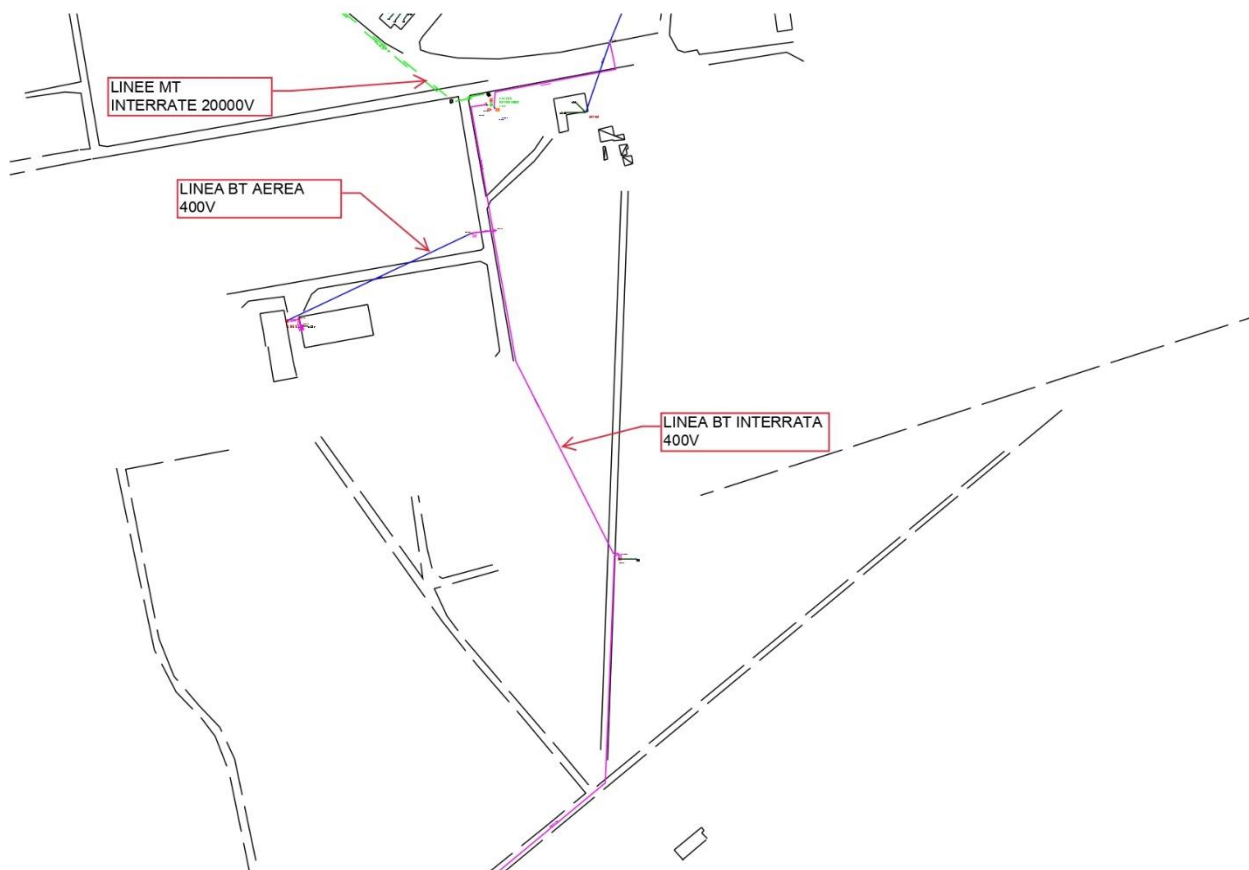 LINEE MT
INTERRATE 20000V
LINEA BT AEREA
400V
LINEA BT INTERRATA
400V